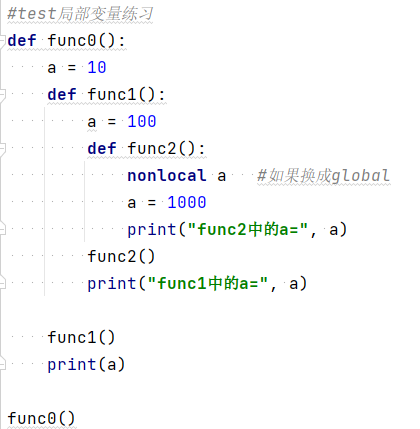 #test局部变量练习
def func0():
    a = 10
    def func1():
        a = 100
        def func2():
            nonlocal a   #如果换成global
            a = 1000
            print("func2中的a=", a)
        func2()
        print("func1中的a=", a)
    func1()
    print(a)
func0()